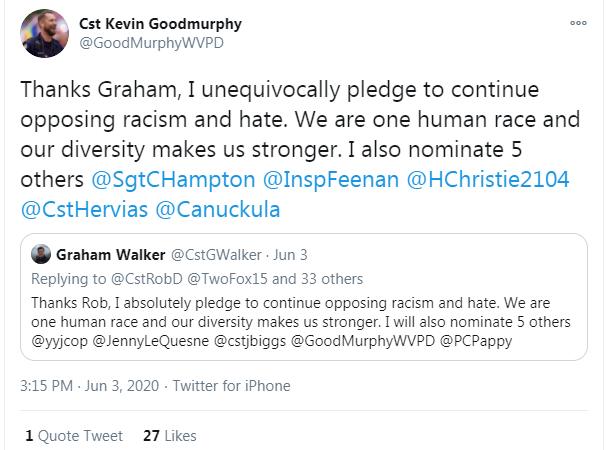 Cst Kevin Goodmurphy
@GoodMurphyWVPD
Thanks Graham, I unequivocally pledge to continue
opposing racism and hate. We are one human race and
our diversity makes us stronger. I also nominate 5
others @SgtCHampton @InspFeenan @HChristie2104
@CstHervias @Canuckula
Graham Walker @CstGWalker · Jun 3
Replying to @CstRobD @TwoFox15 and 33 others
Thanks Rob, I absolutely pledge to continue opposing racism and hate. We are
one human race and our diversity makes us stronger. I will also nominate 5 others
@yyjcop @JennyLeQuesne @cstjbiggs @GoodMurphyWVPD @PCPappy
3:15 PM · Jun 3, 2020 · Twitter for iPhone
1 Quote Tweet 27 Likes